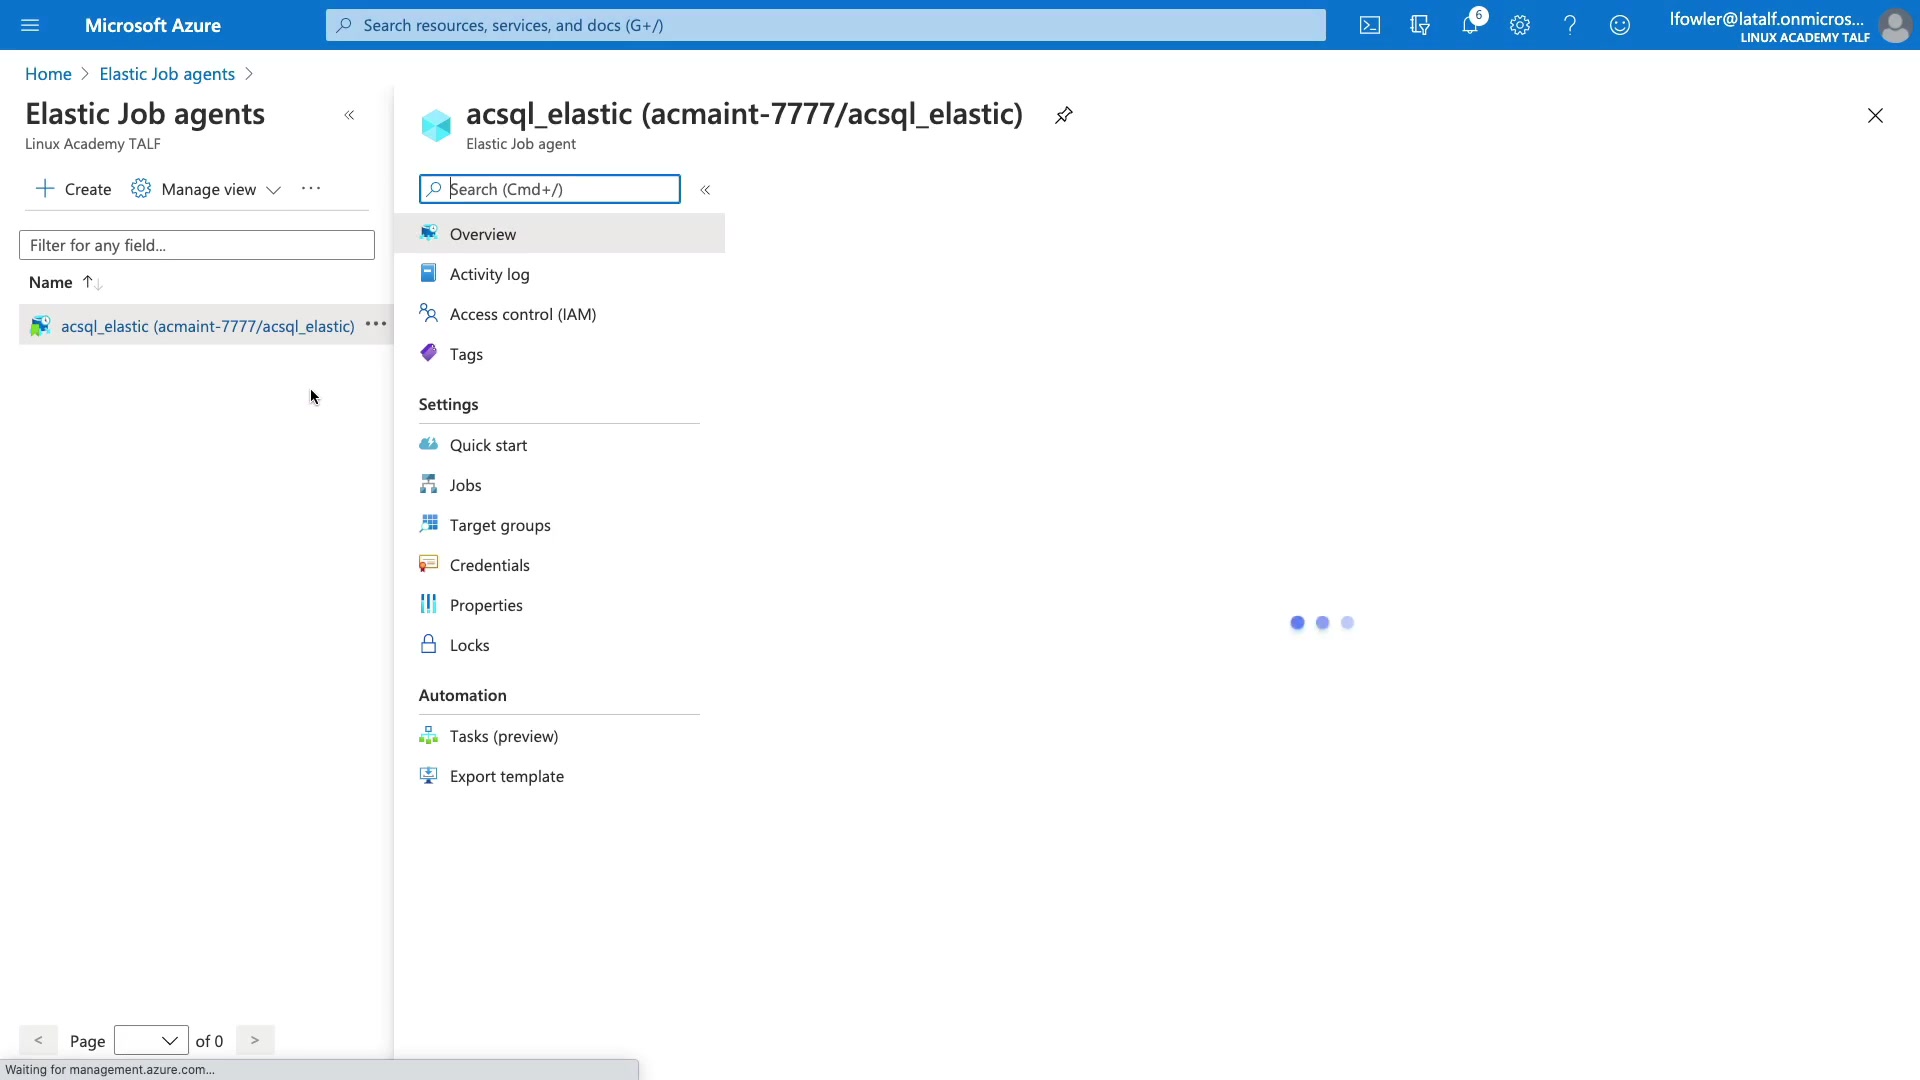 Microsoft Azure
Search resources, services, and docs (G+/)
6
lfowler@latalf.onmicros...
LINUX ACADEMY TALF
Home > Elastic Job agents >
Elastic Job agents
Linux Academy TALF
«
+ Create
Manage view
...
Filter for any field...
Name ↑↓
acsql_elastic (acmaint-7777/acsql_elastic)
...
< Page
of 0 >
Waiting for management.azure.com...
acsql_elastic (acmaint-7777/acsql_elastic)
Elastic Job agent
Search (Cmd+/)
«
Overview
Activity log
Access control (IAM)
Tags
Settings
Quick start
Jobs
Target groups
Credentials
Properties
Locks
Automation
Tasks (preview)
Export template